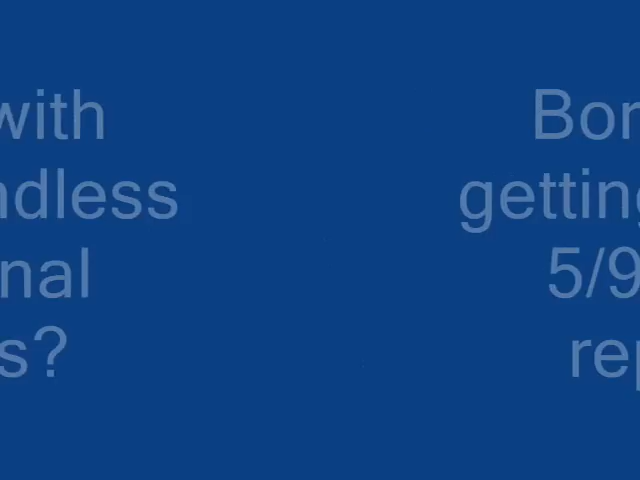 with
ndless
nal
s?
Bor
getting
5/9
rep